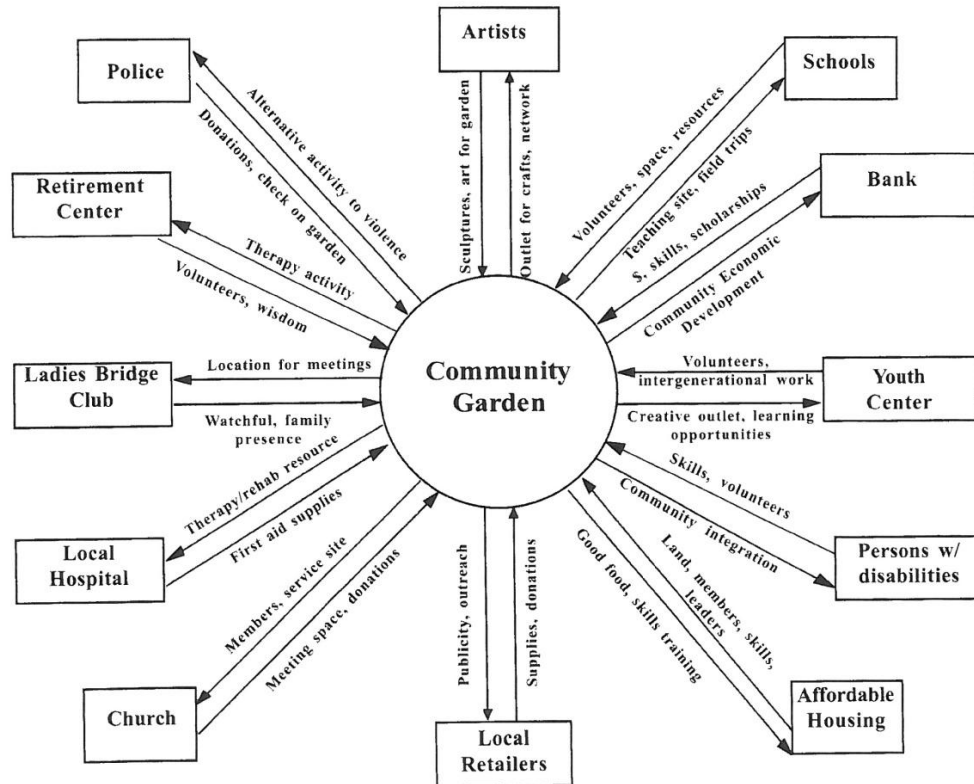 Artists
Police
Schools
Alternative activity to violence
Donations, check on garden
Sculptures, art for garden
Outlet for crafts, network
Volunteers, space, resources
Teaching site, field trips
Retirement
Center
Bank
Therapy activity
Volunteers, wisdom
S, skills, scholarships
Community Economic
Development
Ladies Bridge
Club
Location for meetings
Watchful, family
presence
Community
Garden
Volunteers,
intergenerational work
Creative outlet, learning
opportunities
Youth
Center
Therapy/rehab resource
First aid supplies
Local
Hospital
Skills, volunteers
Community integration
Persons w/
disabilities
Members, service site
Meeting space, donations
Church
Publicity, outreach
Supplies, donations
Local
Retailers
Land, members, skills,
leaders
Good food, skills training
Affordable
Housing